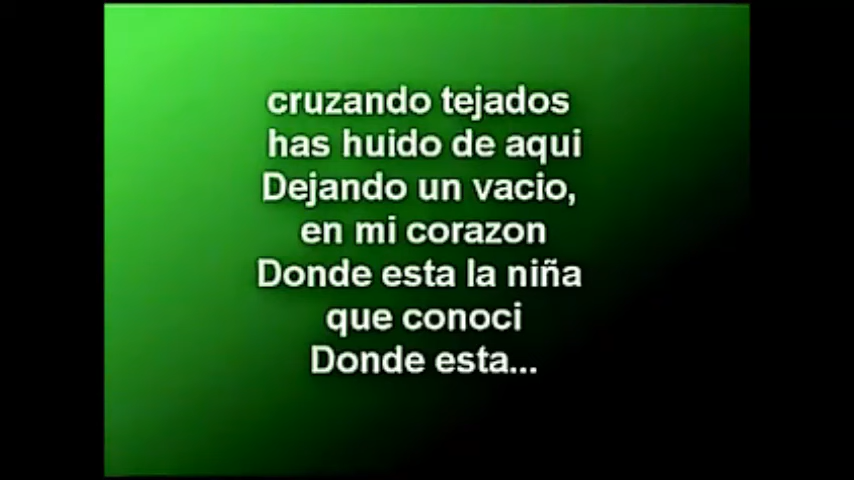 cruzando tejados
has huido de aqui
Dejando un vacio,
en mi corazon
Donde esta la niña
que conoci
Donde esta...